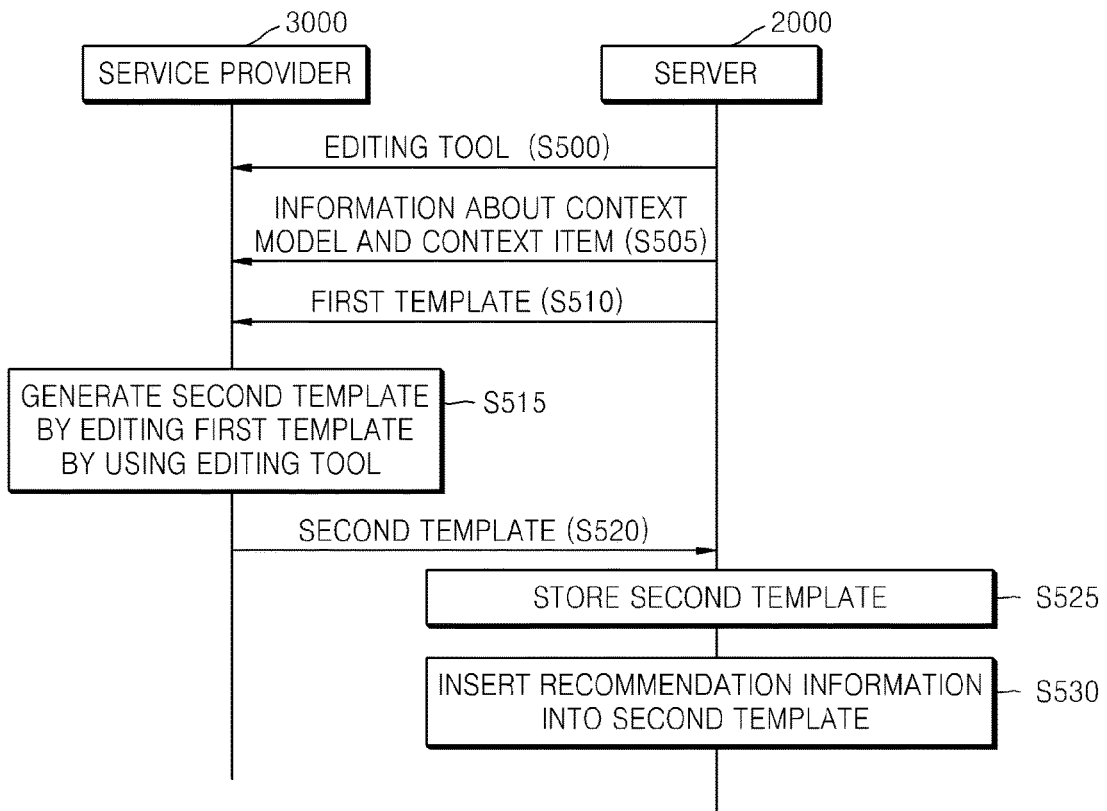 3000
2000
SERVICE PROVIDER
SERVER
EDITING TOOL (S500)
INFORMATION ABOUT CONTEXT
MODEL AND CONTEXT ITEM (S505)
FIRST TEMPLATE (S510)
GENERATE SECOND TEMPLATE
BY EDITING FIRST TEMPLATE
BY USING EDITING TOOL
S515
SECOND TEMPLATE (S520)
STORE SECOND TEMPLATE
S525
INSERT RECOMMENDATION INFORMATION
INTO SECOND TEMPLATE
S530